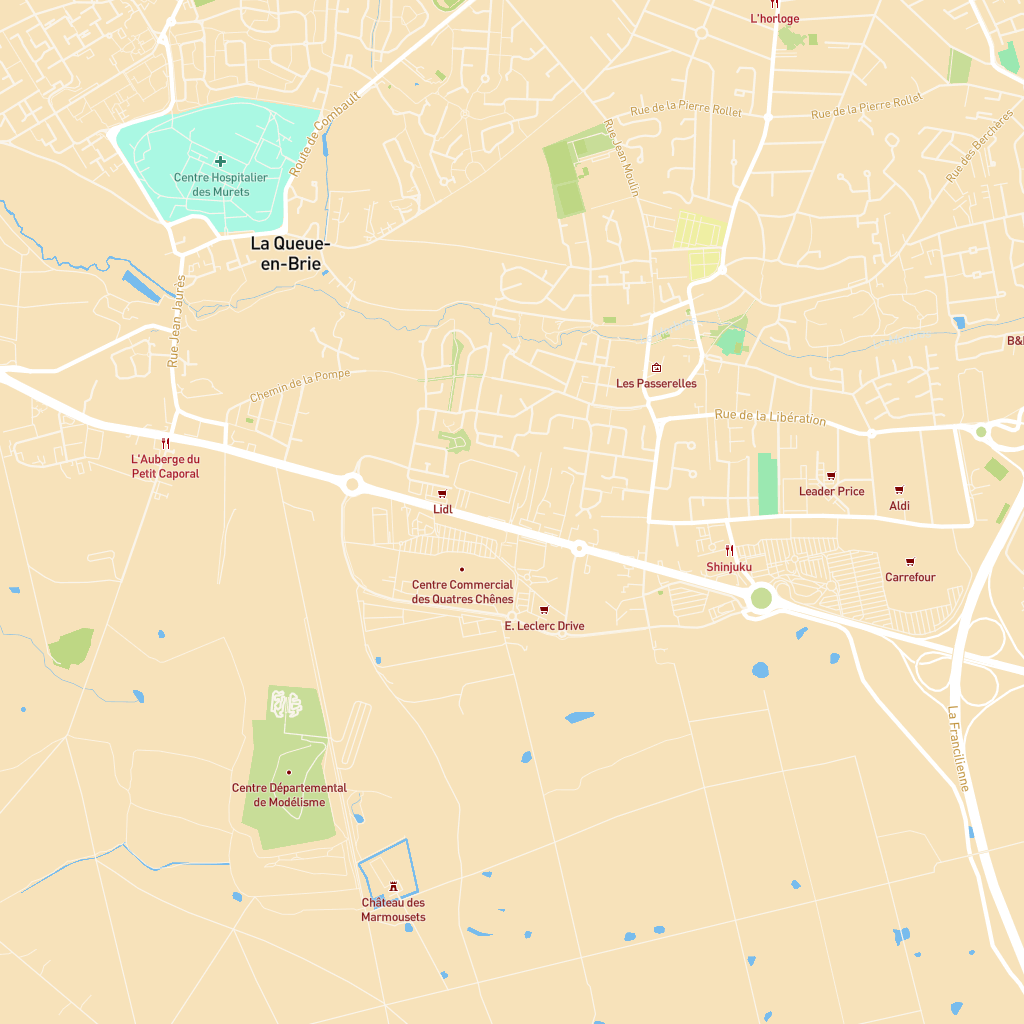 L'horloge
Rue de la Pierre Rollet
Rue de la Pierre Rollet
Route de Combault
Rue Jean Moulin
Rue des Berchères
Centre Hospitalier
des Murets
La Queue-
en-Brie
Rue Jean Jaurès
B&
Les Passerelles
Chemin de la Pompe
Rue de la Libération
L'Auberge du
Petit Caporal
Leader Price
Aldi
Lidl
Shinjuku
Carrefour
Centre Commercial
des Quatres Chênes
E. Leclerc Drive
La Francilienne
Centre Départemental
de Modélisme
Château des
Marmousets